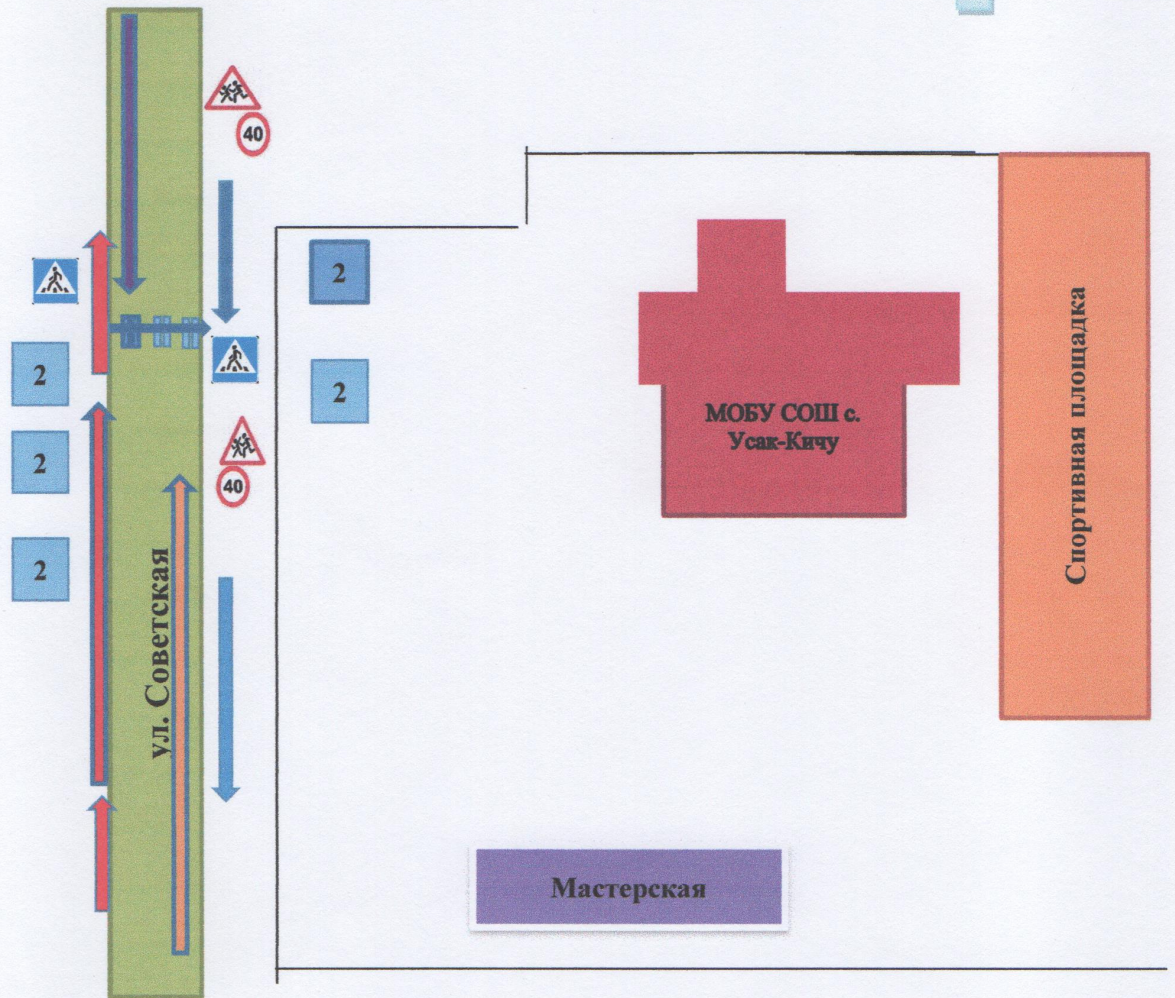 40
2
2
2
2
2
МОБУ СОШ с.
Усак-Кичу
40
Спортивная площадка
ул. Советская
Мастерская